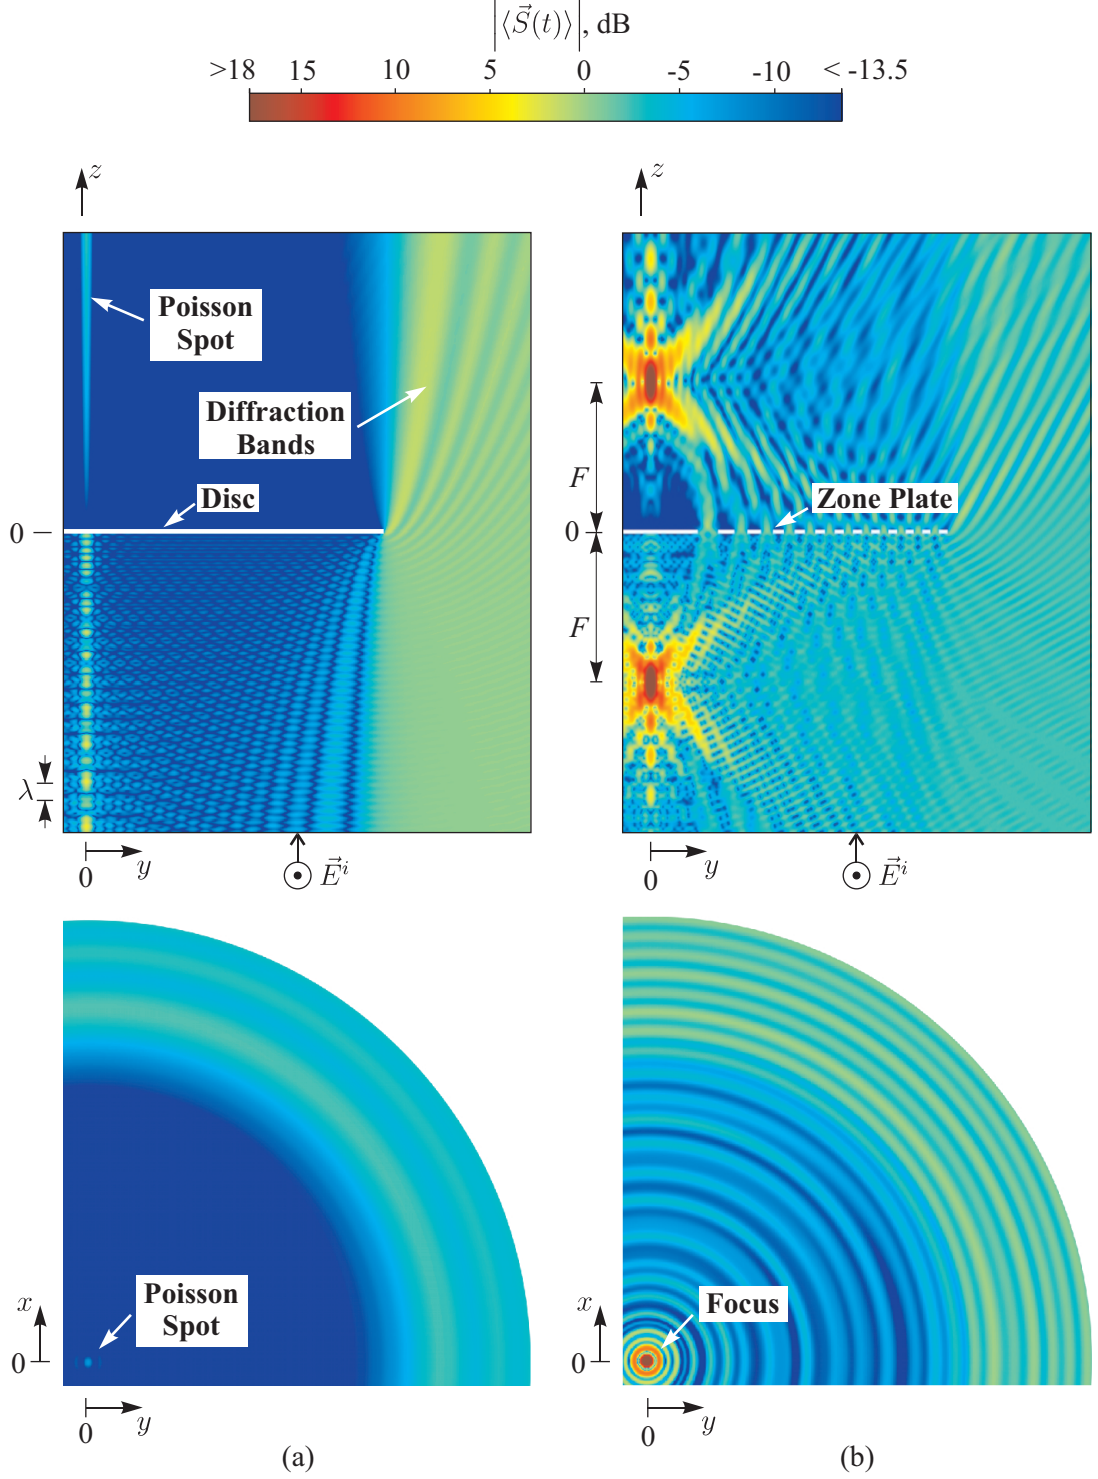 |⟨S⃗(t)⟩|, dB
>18 15 10 5 0 -5 -10 < -13.5
z
z
Poisson
Spot
Diffraction
Bands
Disc
0
λ
0
y
E⃗ⁱ
F
Zone Plate
0
F
0
y
E⃗ⁱ
x
Poisson
Spot
0
0
y
(a)
x
Focus
0
0
y
(b)